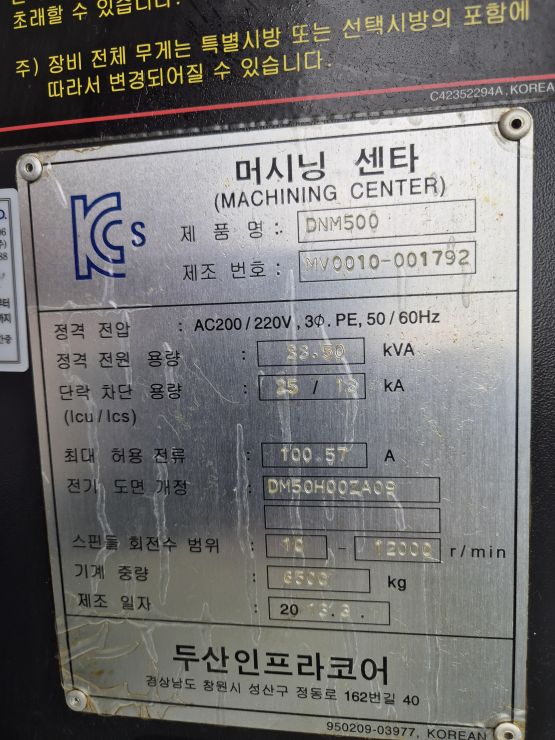 초래할 수 있습니다.
주) 장비 전체 무게는 특별시방 또는 선택시방의 포함에
따라서 변경되어질 수 있습니다.
C42352294A, KOREAN
머시닝 센타
(MACHINING CENTER)
KCs
제 품 명 : DNM500
제조 번호 : MV0010-001792
정격 전압 : AC200/220V, 3Φ. PE, 50/60Hz
정격 전원 용량 : 33.50 kVA
단락 차단 용량 : 25 / 13 kA
(Icu/Ics)
최대 허용 전류 : 100.57 A
전기 도면 개정 : DM50H00ZA09
스핀들 회전수 범위 : 10 - 12000 r/min
기계 중량 : 6500 kg
제조 일자 : 20 13.3.
두산인프라코어
경상남도 창원시 성산구 정동로 162번길 40
950209-03977, KOREAN